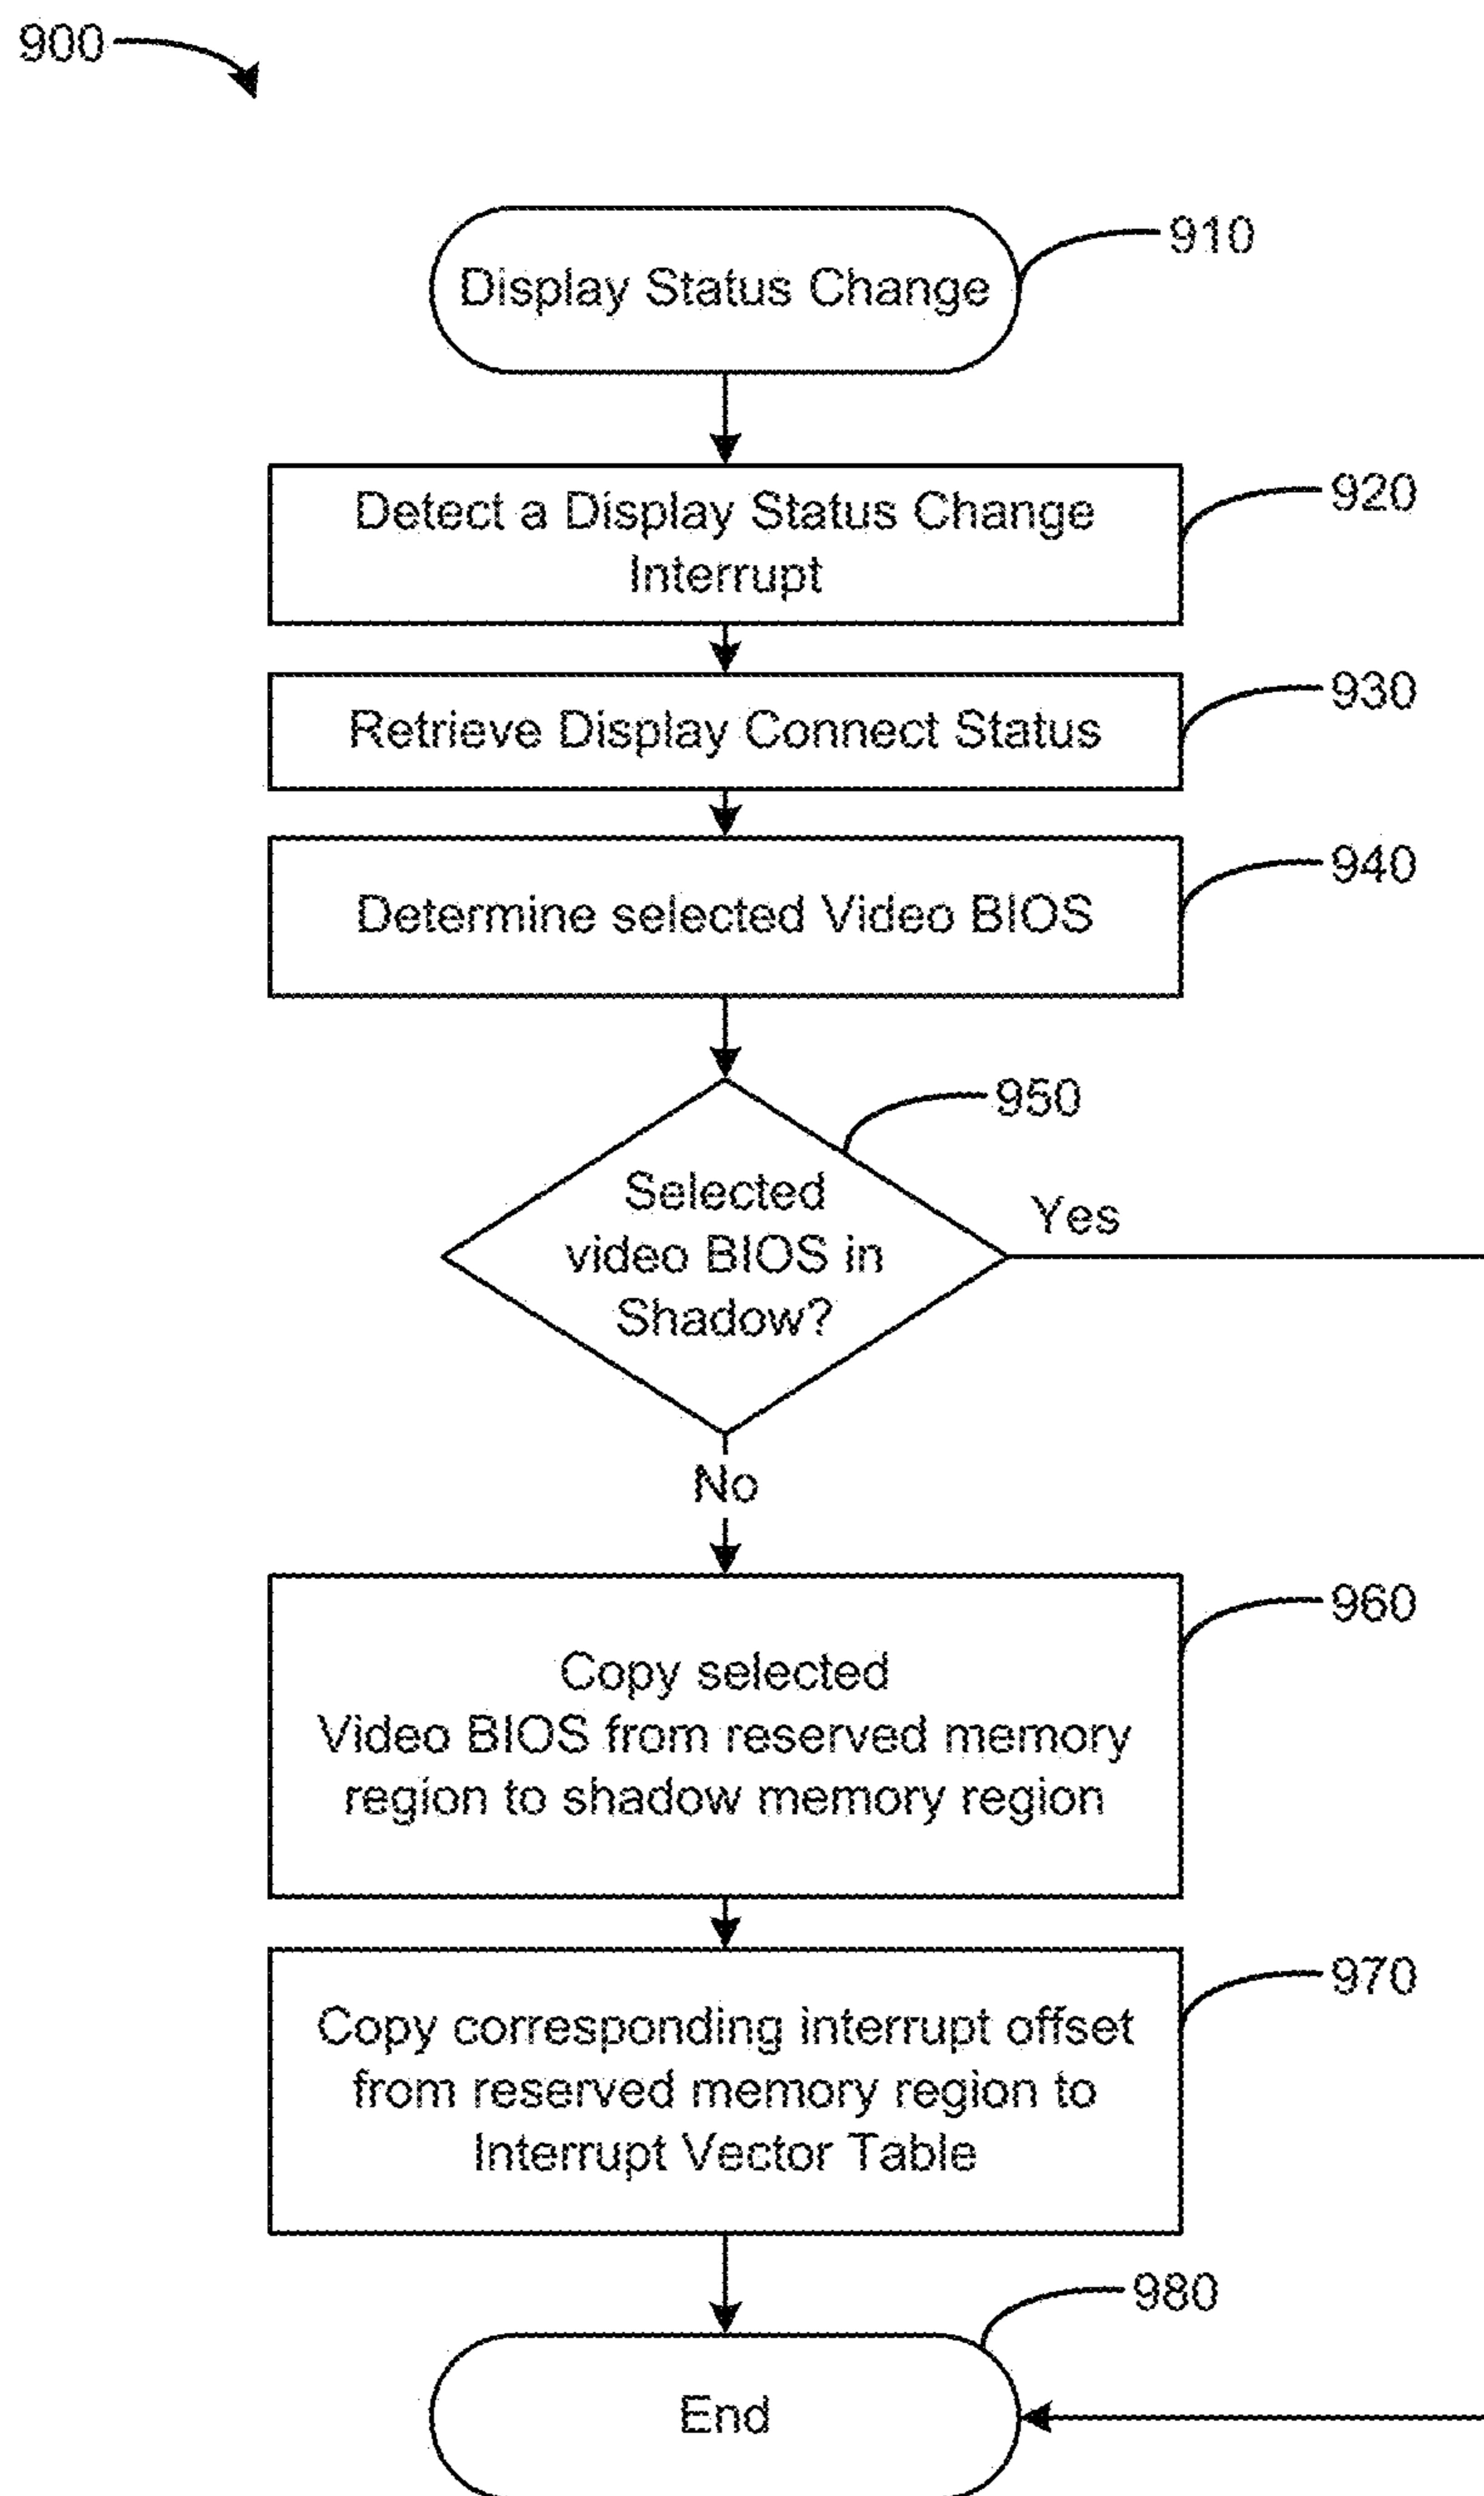 900
Display Status Change
910
Detect a Display Status Change
Interrupt
920
Retrieve Display Connect Status
930
Determine selected Video BIOS
940
950
Selected
video BIOS in
Shadow?
Yes
No
Copy selected
Video BIOS from reserved memory
region to shadow memory region
960
Copy corresponding interrupt offset
from reserved memory region to
Interrupt Vector Table
970
980
End